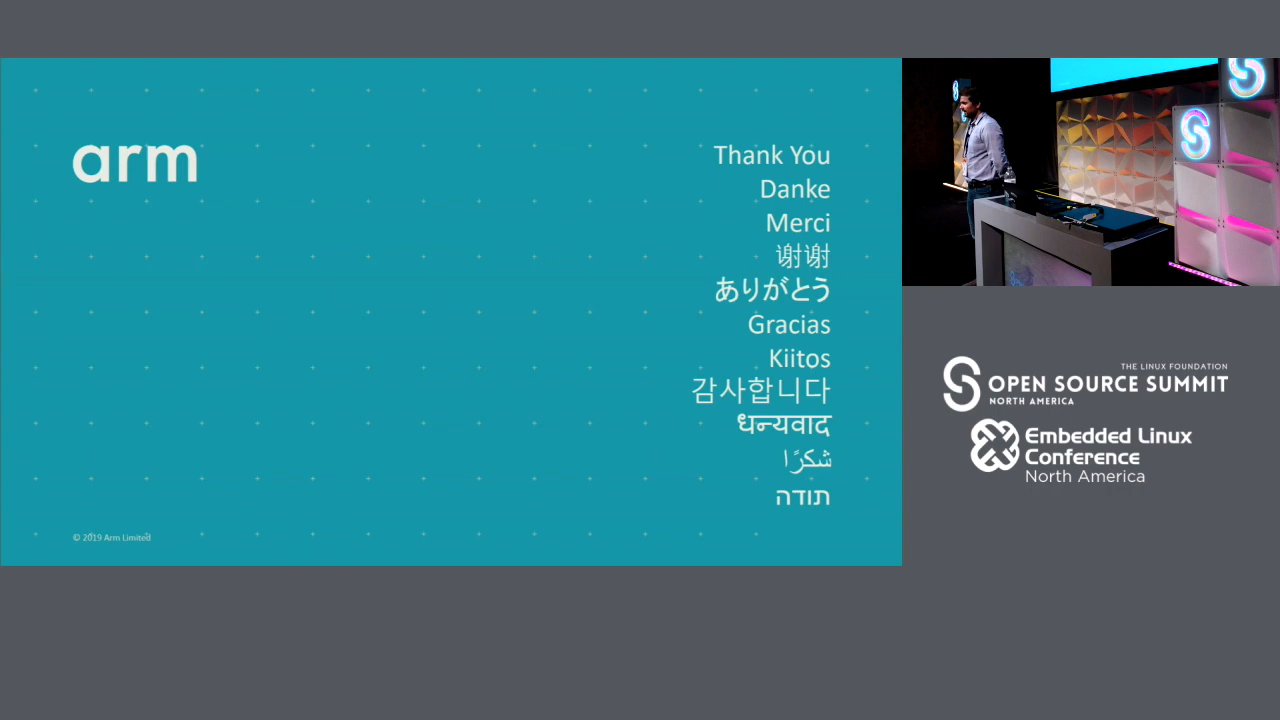 arm
Thank You
Danke
Merci
谢谢
ありがとう
Gracias
Kiitos
감사합니다
धन्यवाद
شكرًا
תודה
© 2019 Arm Limited
THE LINUX FOUNDATION
OPEN SOURCE SUMMIT
NORTH AMERICA
Embedded Linux
Conference
North America